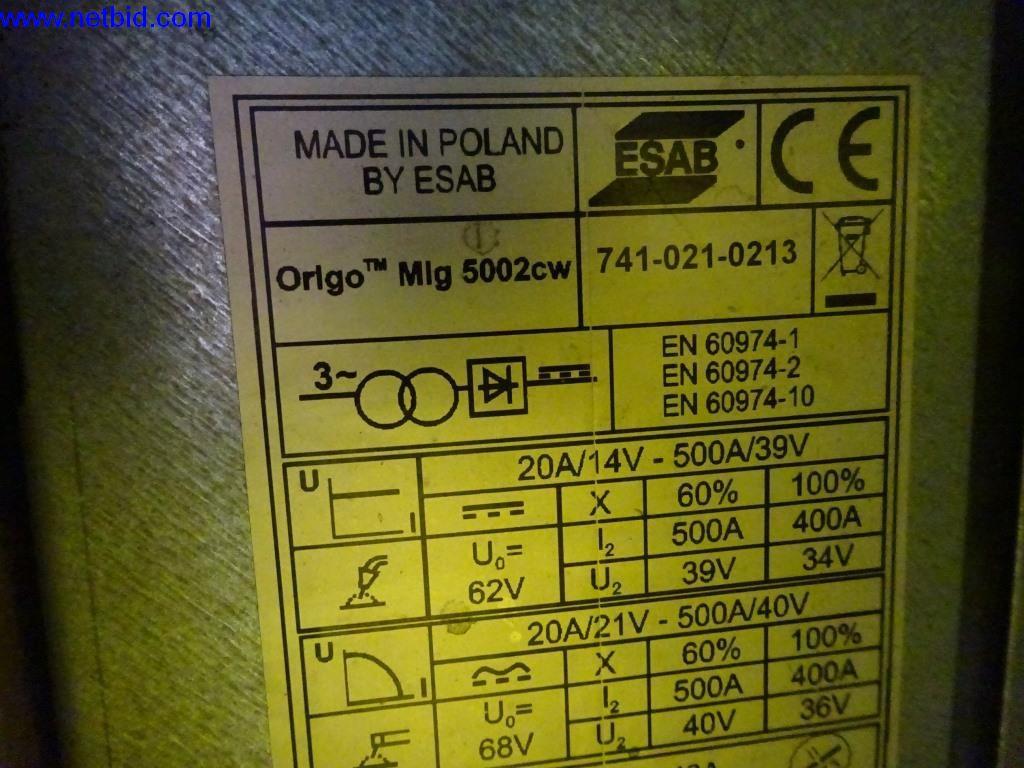 www.netbid.com
MADE IN POLAND
BY ESAB
ESAB
CE
Origo™ Mig 5002cw
741-021-0213
3~
EN 60974-1
EN 60974-2
EN 60974-10
U
I
20A/14V - 500A/39V
X 60% 100%
I₂ 500A 400A
U₀=
62V
U₂ 39V 34V
U
I
20A/21V - 500A/40V
X 60% 100%
I₂ 500A 400A
U₀=
68V
U₂ 40V 36V